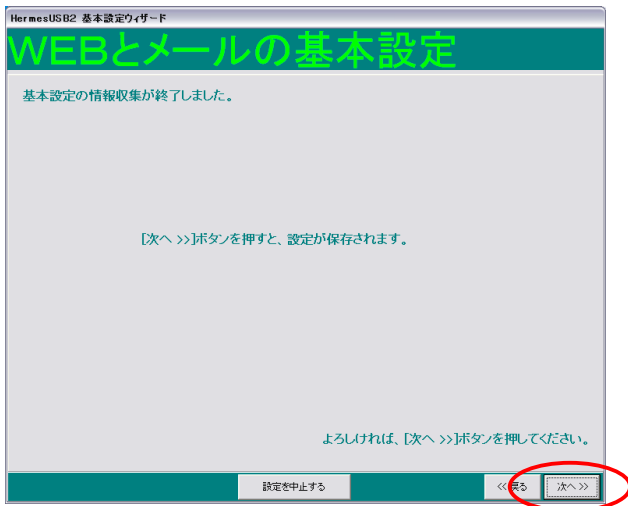 HermesUSB2 基本設定ウィザード
WEBとメールの基本設定
基本設定の情報収集が終了しました。
[次へ >>]ボタンを押すと、設定が保存されます。
よろしければ、[次へ >>]ボタンを押してください。
設定を中止する
<< 戻る
次へ >>